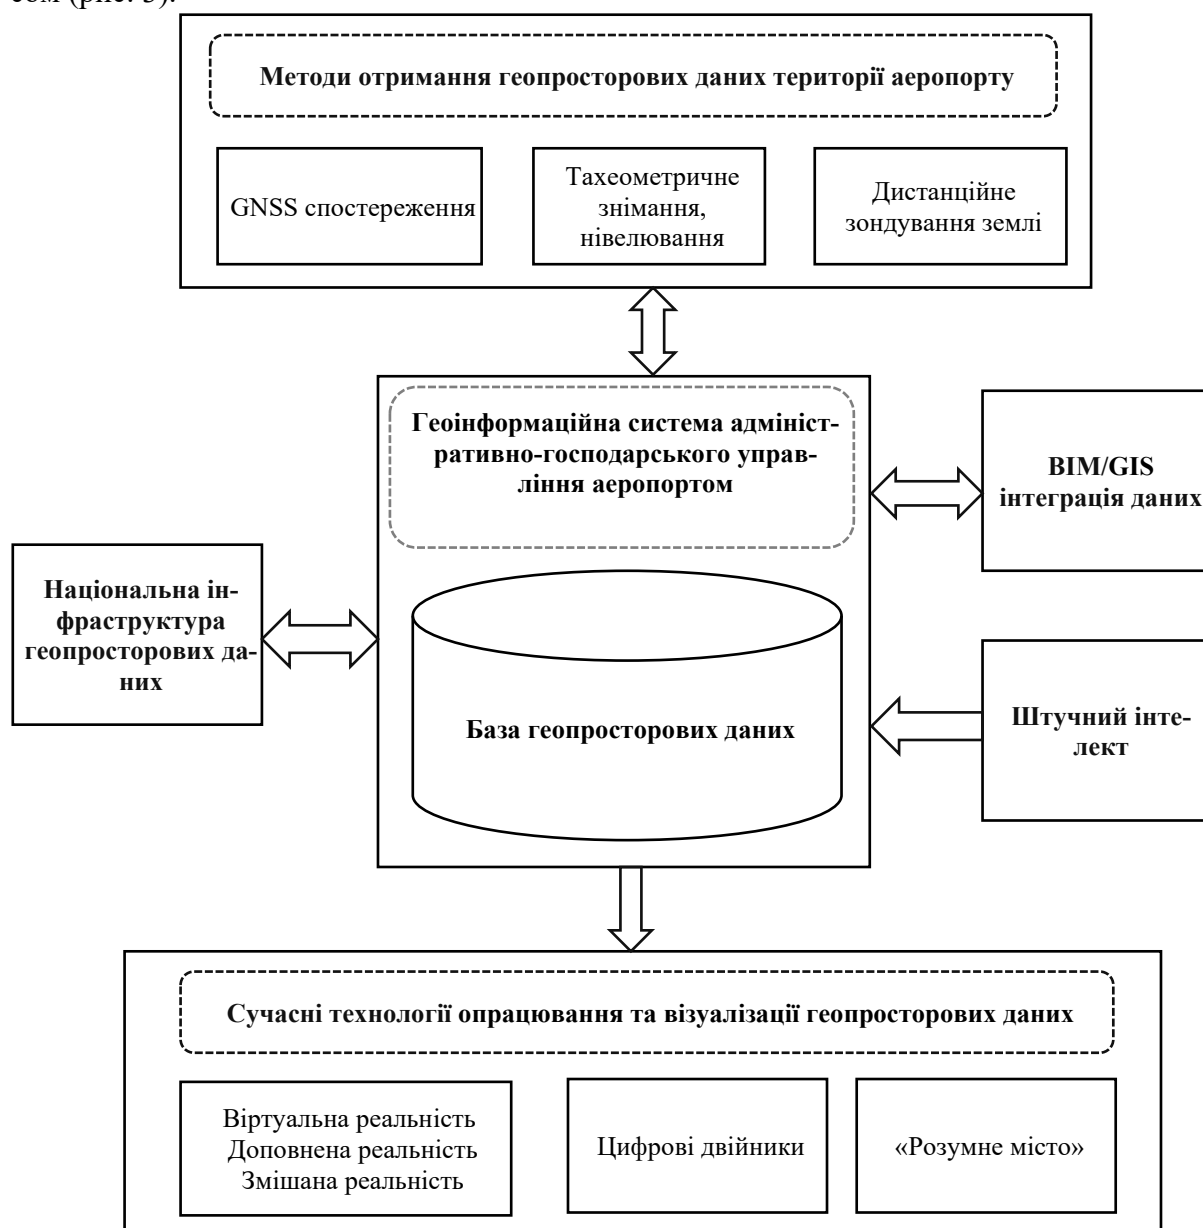 сом (рис. 3).
Методи отримання геопросторових даних території аеропорту
GNSS спостереження
Тахеометричне
знімання,
нівелювання
Дистанційне
зондування землі
Геоінформаційна система адмініст-
ративно-господарського управ-
ління аеропортом
BIM/GIS
інтеграція даних
Національна ін-
фраструктура
геопросторових да-
них
База геопросторових даних
Штучний інте-
лект
Сучасні технології опрацювання та візуалізації геопросторових даних
Віртуальна реальність
Доповнена реальність
Змішана реальність
Цифрові двійники
«Розумне місто»